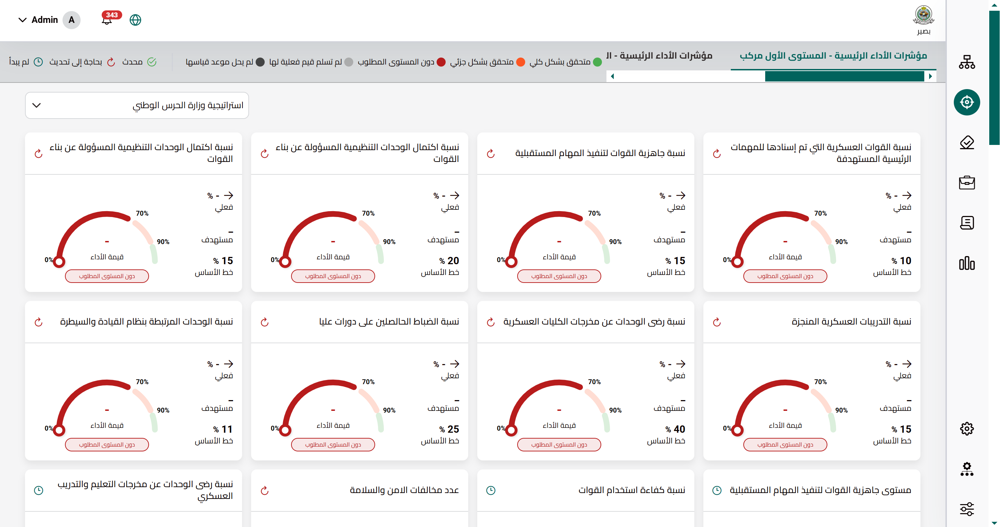 بصير
343
A
Admin
مؤشرات الأداء الرئيسية - المستوى الأول مركب
مؤشرات الأداء الرئيسية - ال
متحقق بشكل كلي
متحقق بشكل جزئي
دون المستوى المطلوب
لم تسلم قيم فعلية لها
لم يحل موعد قياسها
محدث
بحاجة إلى تحديث
لم يبدأ
استراتيجية وزارة الحرس الوطني
نسبة القوات العسكرية التي تم إسنادها للمهمات
الرئيسية المستهدفة
- %
فعلي
–
مستهدف
10 %
خط الأساس
0%
70%
90%
-
قيمة الأداء
دون المستوى المطلوب
نسبة جاهزية القوات لتنفيذ المهام المستقبلية
- %
فعلي
–
مستهدف
15 %
خط الأساس
0%
70%
90%
-
قيمة الأداء
دون المستوى المطلوب
نسبة اكتمال الوحدات التنظيمية المسؤولة عن بناء
القوات
- %
فعلي
–
مستهدف
20 %
خط الأساس
0%
70%
90%
-
قيمة الأداء
دون المستوى المطلوب
نسبة اكتمال الوحدات التنظيمية المسؤولة عن بناء
القوات
- %
فعلي
–
مستهدف
15 %
خط الأساس
0%
70%
90%
-
قيمة الأداء
دون المستوى المطلوب
نسبة التدريبات العسكرية المنجزة
- %
فعلي
–
مستهدف
15 %
خط الأساس
0%
70%
90%
-
قيمة الأداء
دون المستوى المطلوب
نسبة رضى الوحدات عن مخرجات الكليات العسكرية
- %
فعلي
–
مستهدف
40 %
خط الأساس
0%
70%
90%
-
قيمة الأداء
دون المستوى المطلوب
نسبة الضباط الحالصلين على دورات عليا
- %
فعلي
–
مستهدف
25 %
خط الأساس
0%
70%
90%
-
قيمة الأداء
دون المستوى المطلوب
نسبة الوحدات المرتبطة بنظام القيادة والسيطرة
- %
فعلي
–
مستهدف
11 %
خط الأساس
0%
70%
90%
-
قيمة الأداء
دون المستوى المطلوب
مستوى جاهزية القوات لتنفيذ المهام المستقبلية
نسبة كفاءة استخدام القوات
عدد مخالفات الامن والسلامة
نسبة رضى الوحدات عن مخرجات التعليم والتدريب
العسكري